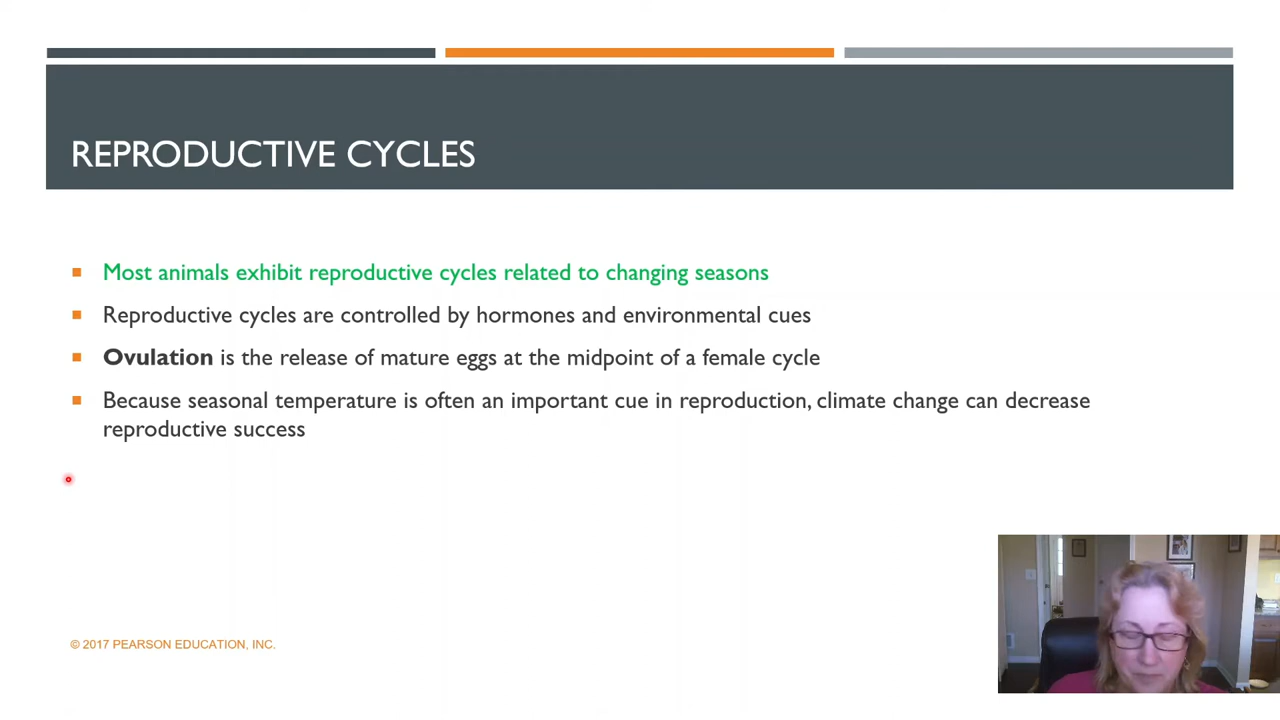 REPRODUCTIVE CYCLES
Most animals exhibit reproductive cycles related to changing seasons
Reproductive cycles are controlled by hormones and environmental cues
Ovulation is the release of mature eggs at the midpoint of a female cycle
Because seasonal temperature is often an important cue in reproduction, climate change can decrease
reproductive success
© 2017 PEARSON EDUCATION, INC.